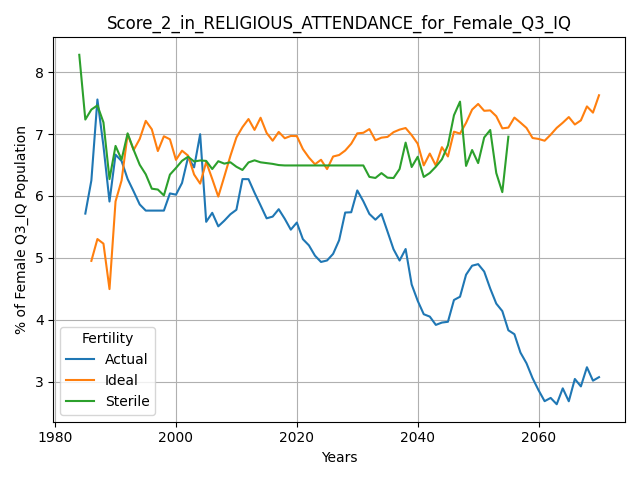 Score_2_in_RELIGIOUS_ATTENDANCE_for_Female_Q3_IQ
% of Female Q3_IQ Population
8
7
6
5
4
3
Fertility
Actual
Ideal
Sterile
1980 2000 2020 2040 2060
Years